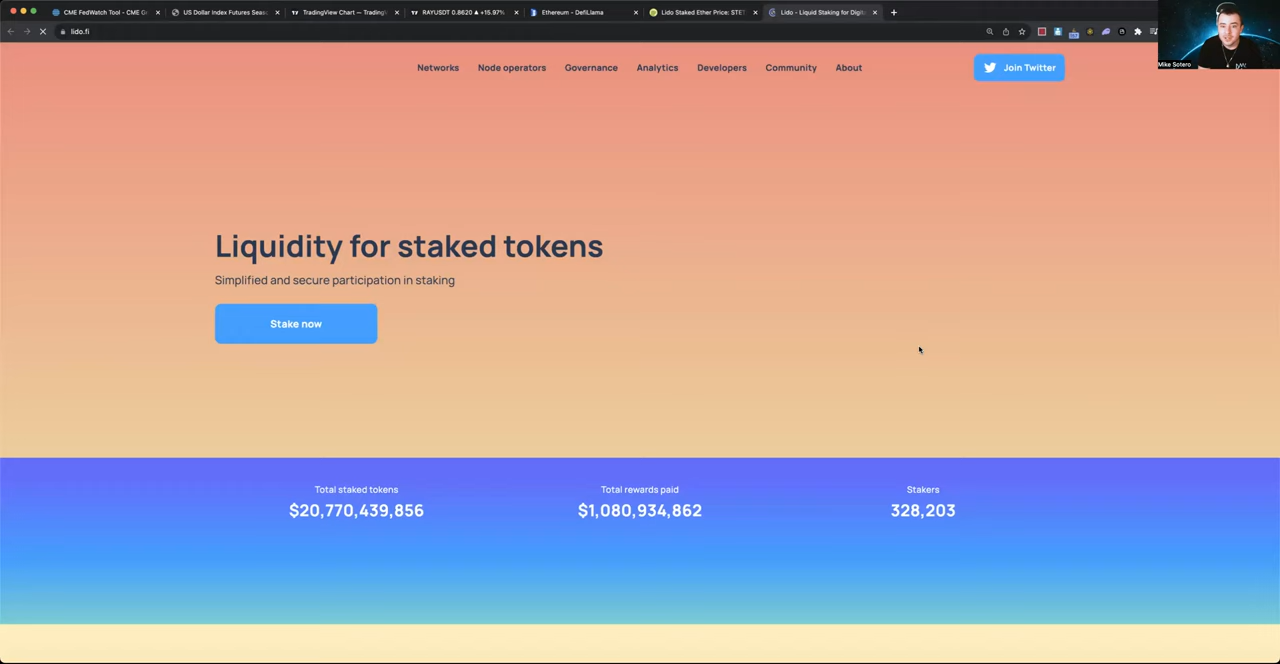 CME FedWatch Tool - CME G
US Dollar Index Futures Seas
TradingView Chart — Trading
RAYUSDT 0.8620 ▲ +15.97%
Ethereum - DefiLlama
Lido Staked Ether Price: STET
Lido - Liquid Staking for Digit
lido.fi
Mike Sotero
Networks
Node operators
Governance
Analytics
Developers
Community
About
Join Twitter
Liquidity for staked tokens
Simplified and secure participation in staking
Stake now
Total staked tokens
$20,770,439,856
Total rewards paid
$1,080,934,862
Stakers
328,203